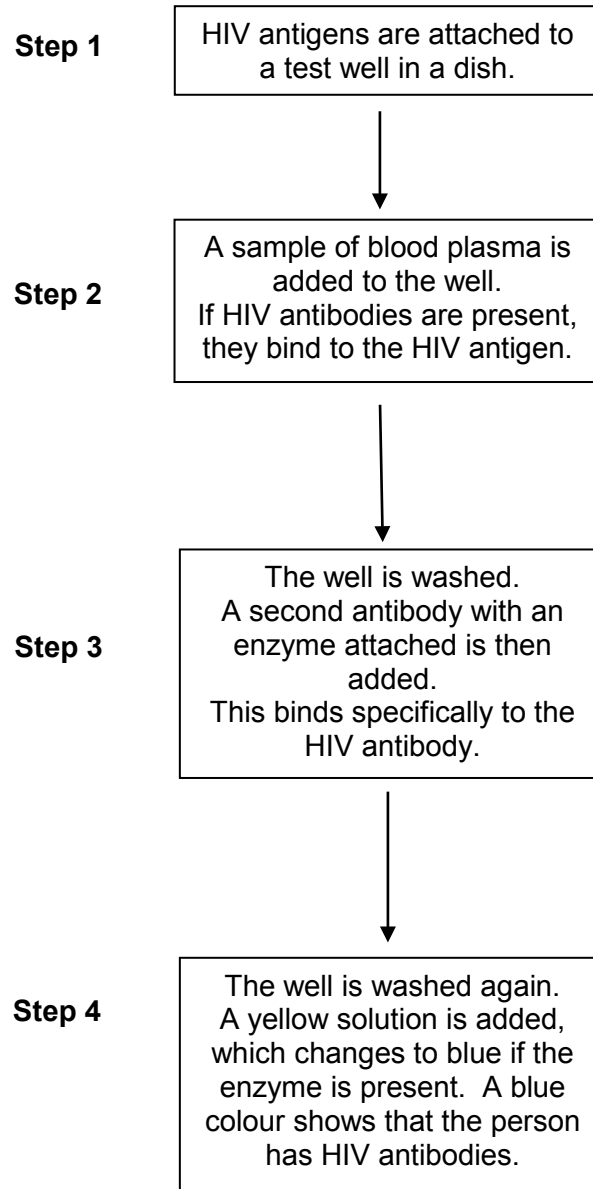 Step 1
HIV antigens are attached to
a test well in a dish.
Step 2
A sample of blood plasma is
added to the well.
If HIV antibodies are present,
they bind to the HIV antigen.
Step 3
The well is washed.
A second antibody with an
enzyme attached is then
added.
This binds specifically to the
HIV antibody.
Step 4
The well is washed again.
A yellow solution is added,
which changes to blue if the
enzyme is present.  A blue
colour shows that the person
has HIV antibodies.